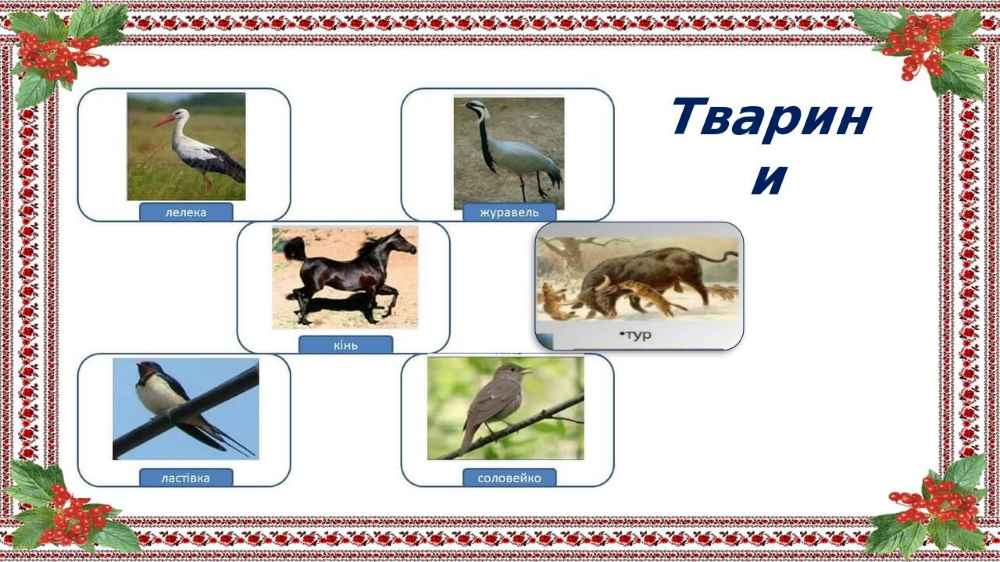 Тварин
и
лелека
журавель
кінь
•тур
ластівка
соловейко